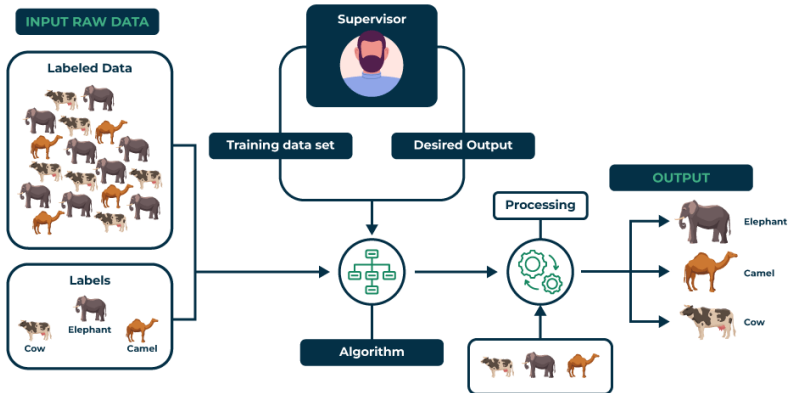 INPUT RAW DATA
Labeled Data
Labels
Elephant
Cow
Camel
Supervisor
Training data set
Desired Output
Algorithm
Processing
OUTPUT
Elephant
Camel
Cow